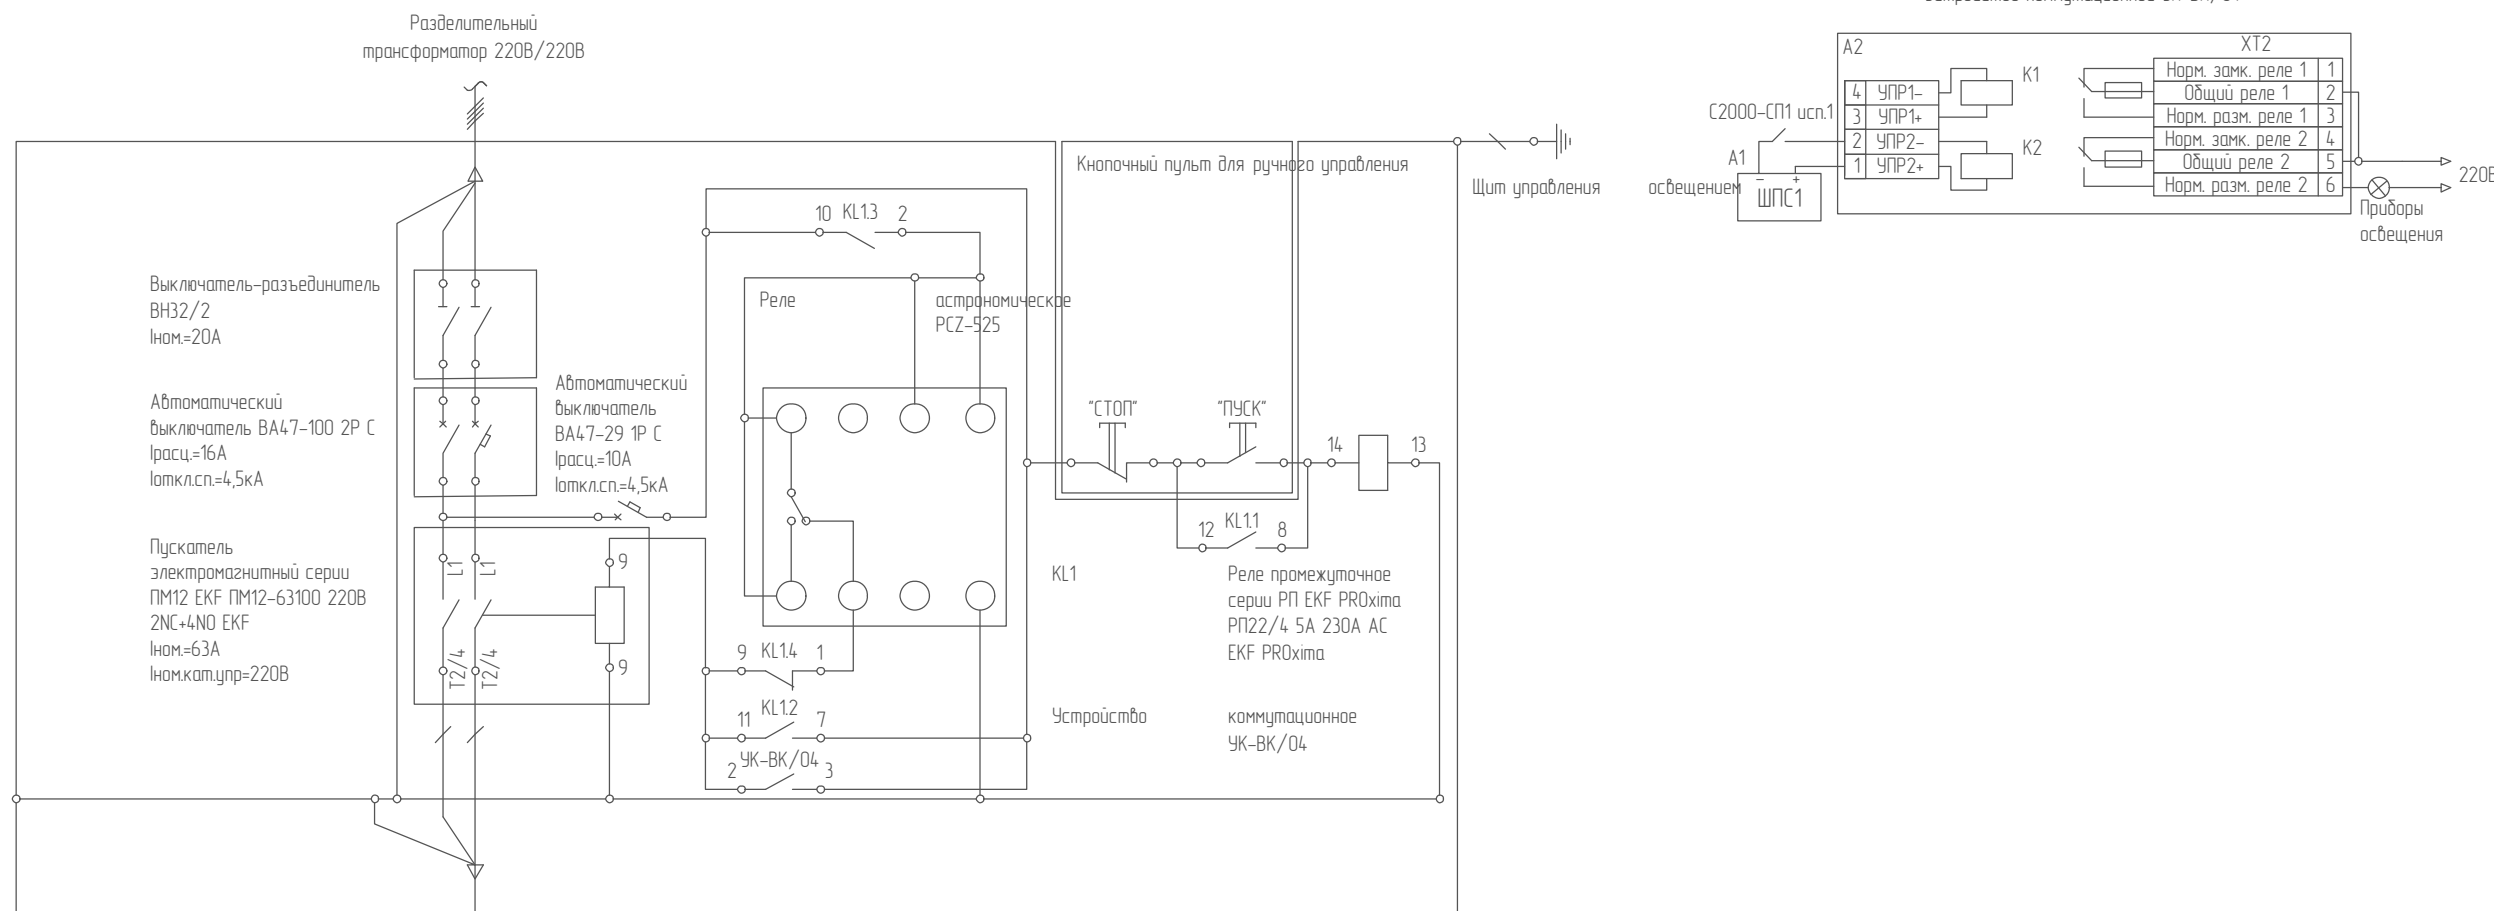 Разделительный
трансформатор 220В/220В
Выключатель-разъединитель
ВН32/2
Iном.=20А
Автоматический
выключатель ВА47-100 2Р С
Iрасц.=16А
Iоткл.сп.=4,5кА
Автоматический
выключатель
ВА47-29 1Р С
Iрасц.=10А
Iоткл.сп.=4,5кА
Пускатель
электромагнитный серии
ПМ12 EKF ПМ12-63100 220В
2NC+4NO EKF
Iном.=63А
Iном.кат.упр=220В
L1 L1
T2/4 T2/4
9
9
10 KL1.3 2
Реле астрономическое
PCZ-525
9 KL1.4 1
11 KL1.2 7
2 УК-ВК/04 3
Кнопочный пульт для ручного управления освещением
"СТОП" "ПУСК"
14 13
12 KL1.1 8
KL1 Реле промежуточное
серии РП EKF PROxima
РП22/4 5А 230А АС
EKF PROxima
Устройство коммутационное
УК-ВК/04
Щит управления
A2 XT2
С2000-СП1 исп.1
A1
- +
ШПС1
4 УПР1-
3 УПР1+
2 УПР2-
1 УПР2+
K1
K2
Норм. замк. реле 1 1
Общий реле 1 2
Норм. разм. реле 1 3
Норм. замк. реле 2 4
Общий реле 2 5
Норм. разм. реле 2 6
220В
Приборы
освещения